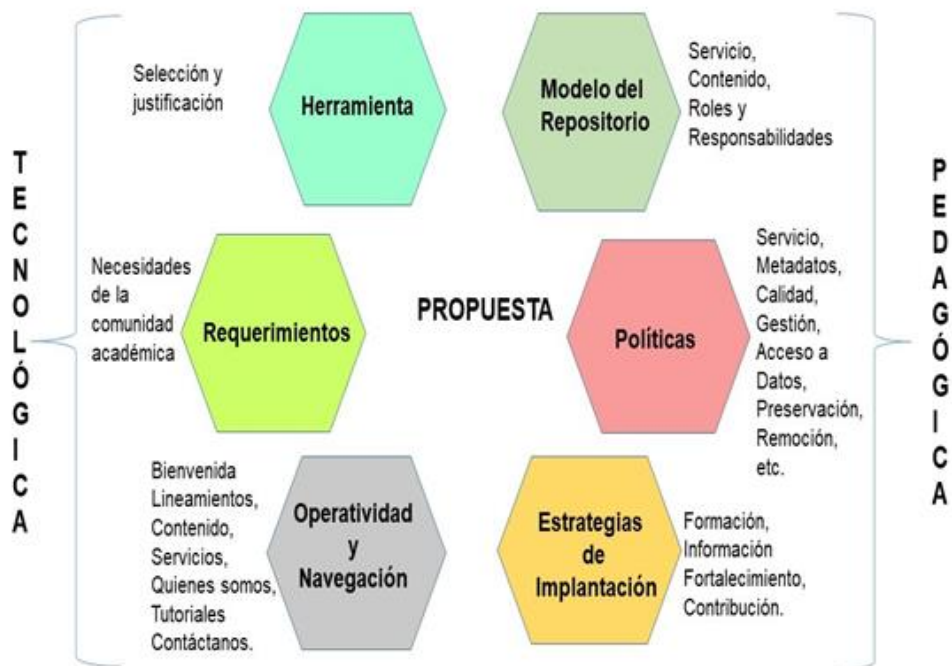 TECNOLÓGICA
Selección y
justificación
Herramienta
Necesidades
de la
comunidad
académica
Requerimientos
Bienvenida
Lineamientos,
Contenido,
Servicios,
Quienes somos,
Tutoriales
Contáctanos.
Operatividad
y
Navegación
PROPUESTA
Modelo del
Repositorio
Servicio,
Contenido,
Roles y
Responsabilidades
Políticas
Servicio,
Metadatos,
Calidad,
Gestión,
Acceso a
Datos,
Preservación,
Remoción,
etc.
Estrategias
de
Implantación
Formación,
Información
Fortalecimiento,
Contribución.
PEDAGÓGICA